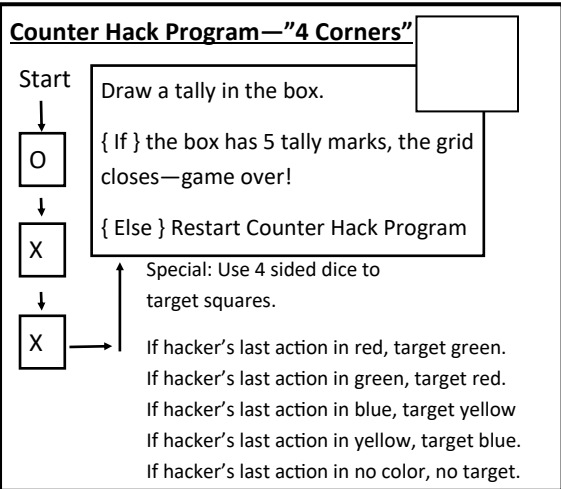 Counter Hack Program—”4 Corners”
Start
O
X
X
Draw a tally in the box.
{ If } the box has 5 tally marks, the grid
closes—game over!
{ Else } Restart Counter Hack Program
Special: Use 4 sided dice to
target squares.
If hacker’s last action in red, target green.
If hacker’s last action in green, target red.
If hacker’s last action in blue, target yellow
If hacker’s last action in yellow, target blue.
If hacker’s last action in no color, no target.